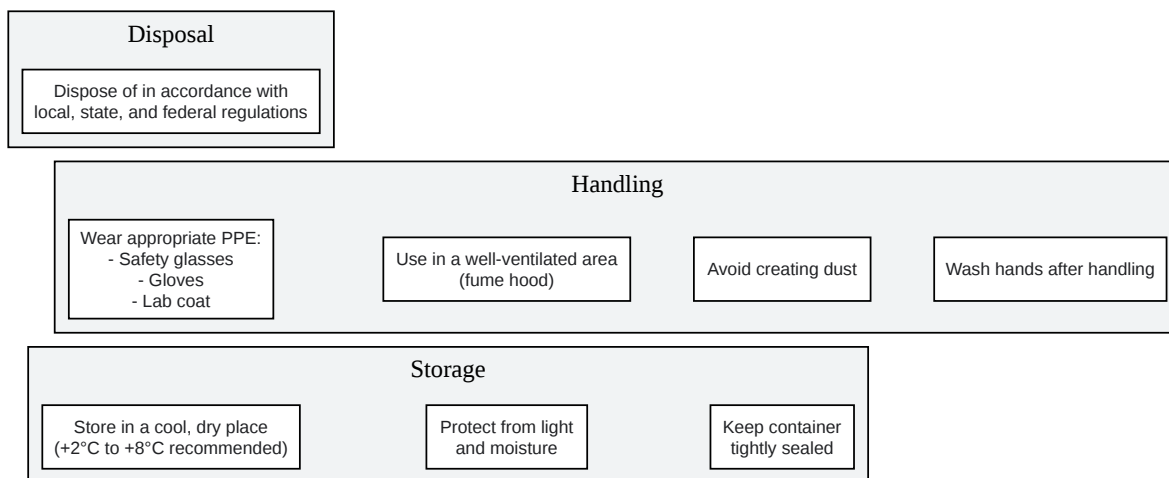 Disposal
Dispose of in accordance with
local, state, and federal regulations
Handling
Wear appropriate PPE:
- Safety glasses
- Gloves
- Lab coat
Use in a well-ventilated area
(fume hood)
Avoid creating dust
Wash hands after handling
Storage
Store in a cool, dry place
(+2°C to +8°C recommended)
Protect from light
and moisture
Keep container
tightly sealed